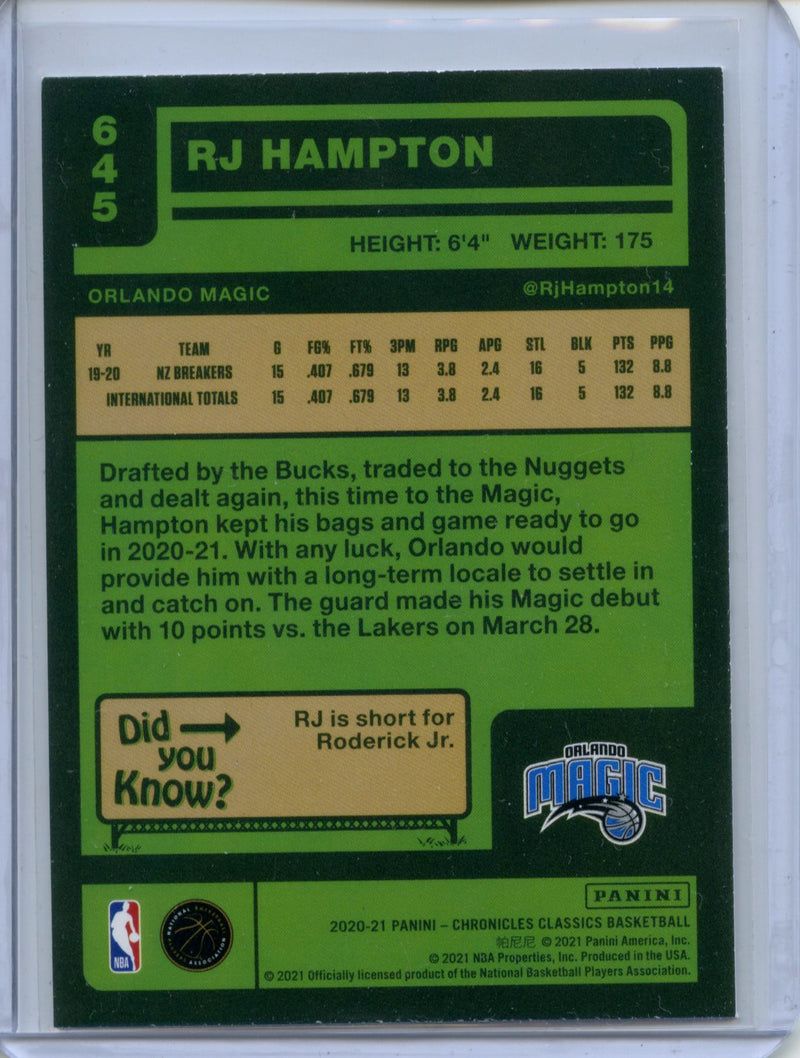 645
RJ HAMPTON
HEIGHT: 6'4" WEIGHT: 175
ORLANDO MAGIC @RjHampton14
YR TEAM G FG% FT% 3PM RPG APG STL BLK PTS PPG
19-20 NZ BREAKERS 15 .407 .679 13 3.8 2.4 16 5 132 8.8
INTERNATIONAL TOTALS 15 .407 .679 13 3.8 2.4 16 5 132 8.8
Drafted by the Bucks, traded to the Nuggets
and dealt again, this time to the Magic,
Hampton kept his bags and game ready to go
in 2020-21. With any luck, Orlando would
provide him with a long-term locale to settle in
and catch on. The guard made his Magic debut
with 10 points vs. the Lakers on March 28.
Did
you
Know?
RJ is short for
Roderick Jr.
ORLANDO
MAGIC
NBA
NATIONAL BASKETBALL
PLAYERS ASSOCIATION
PANINI
2020-21 PANINI – CHRONICLES CLASSICS BASKETBALL
帕尼尼 © 2021 Panini America, Inc.
© 2021 NBA Properties, Inc. Produced in the USA.
© 2021 Officially licensed product of the National Basketball Players Association.